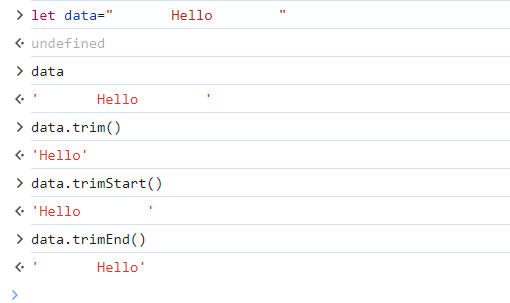 > let data="       Hello        "
<· undefined
> data
<· '       Hello        '
> data.trim()
<· 'Hello'
> data.trimStart()
<· 'Hello        '
> data.trimEnd()
<· '       Hello'
>